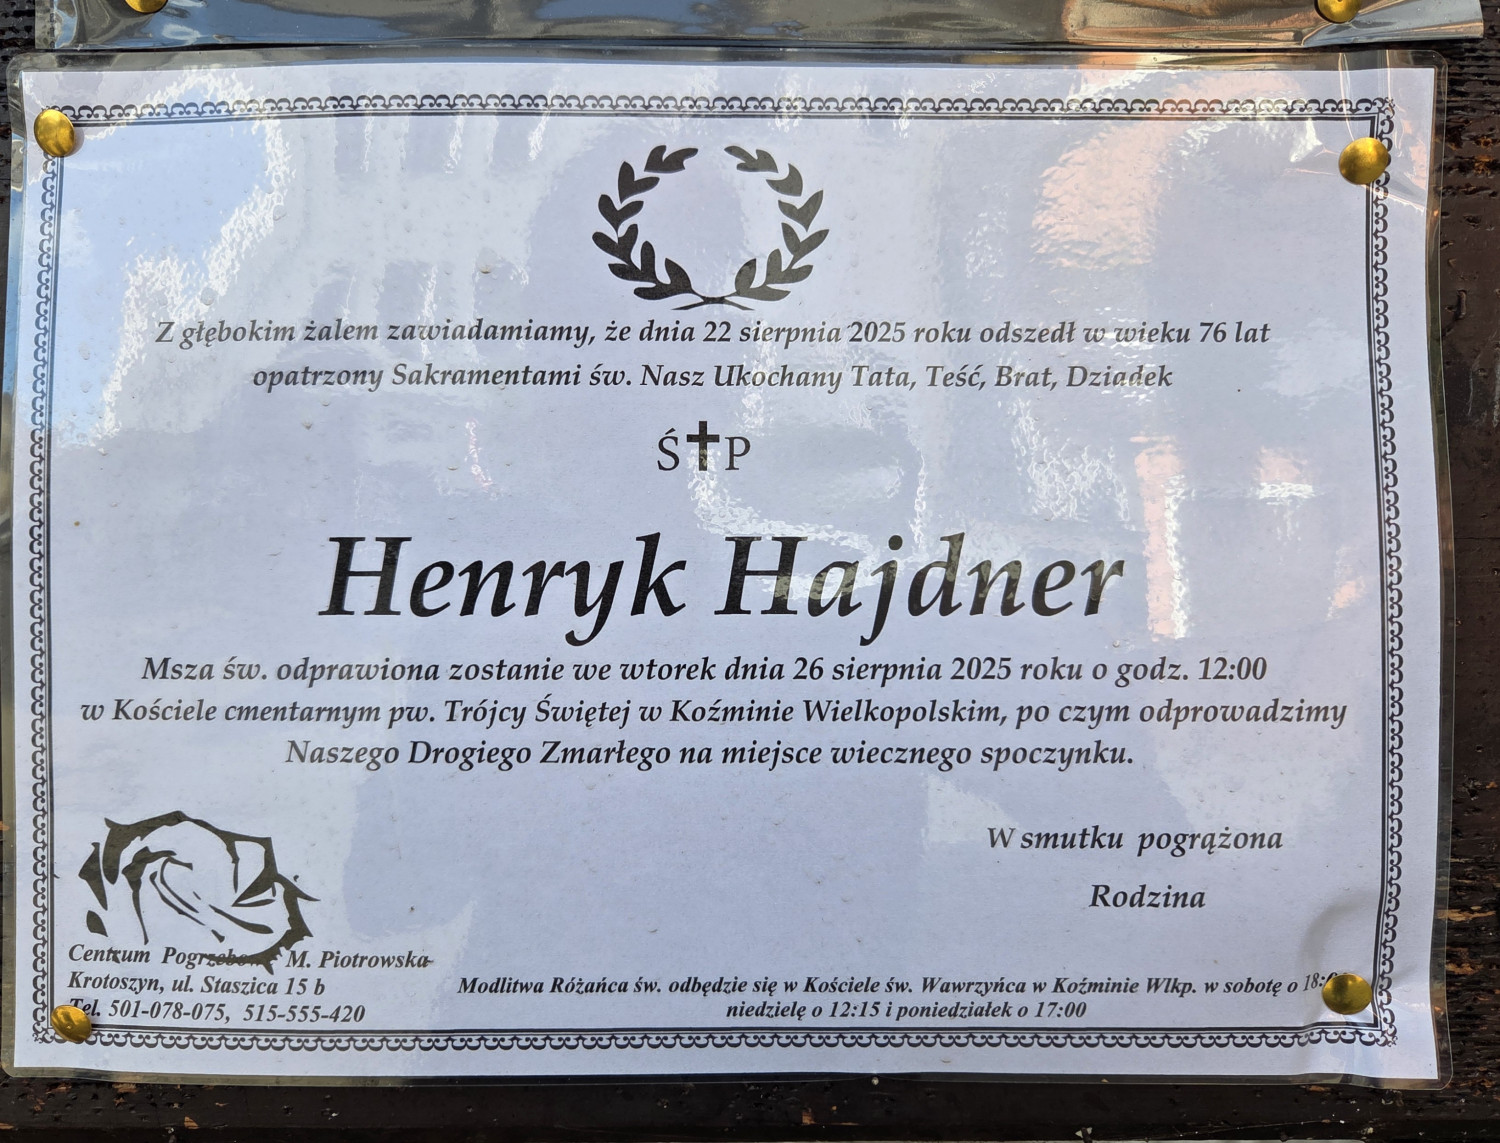 Z głębokim żalem zawiadamiamy, że dnia 22 sierpnia 2025 roku odszedł w wieku 76 lat
opatrzony Sakramentami św. Nasz Ukochany Tata, Teść, Brat, Dziadek
Ś✝P
Henryk Hajdner
Msza św. odprawiona zostanie we wtorek dnia 26 sierpnia 2025 roku o godz. 12:00
w Kościele cmentarnym pw. Trójcy Świętej w Koźminie Wielkopolskim, po czym odprowadzimy
Naszego Drogiego Zmarłego na miejsce wiecznego spoczynku.
W smutku pogrążona
Rodzina
Centrum Pogrzebowe M. Piotrowska
Krotoszyn, ul. Staszica 15 b
Tel. 501-078-075, 515-555-420
Modlitwa Różańca św. odbędzie się w Kościele św. Wawrzyńca w Koźminie Wlkp. w sobotę o
niedzielę o 12:15 i poniedziałek o 17:00